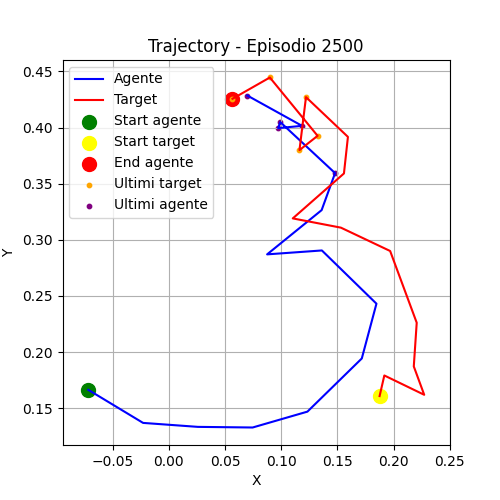 Trajectory - Episodio 2500
Agente
Target
Start agente
Start target
End agente
Ultimi target
Ultimi agente
0.45
0.40
0.35
0.30
0.25
0.20
0.15
Y
−0.05
0.00
0.05
0.10
0.15
0.20
0.25
X